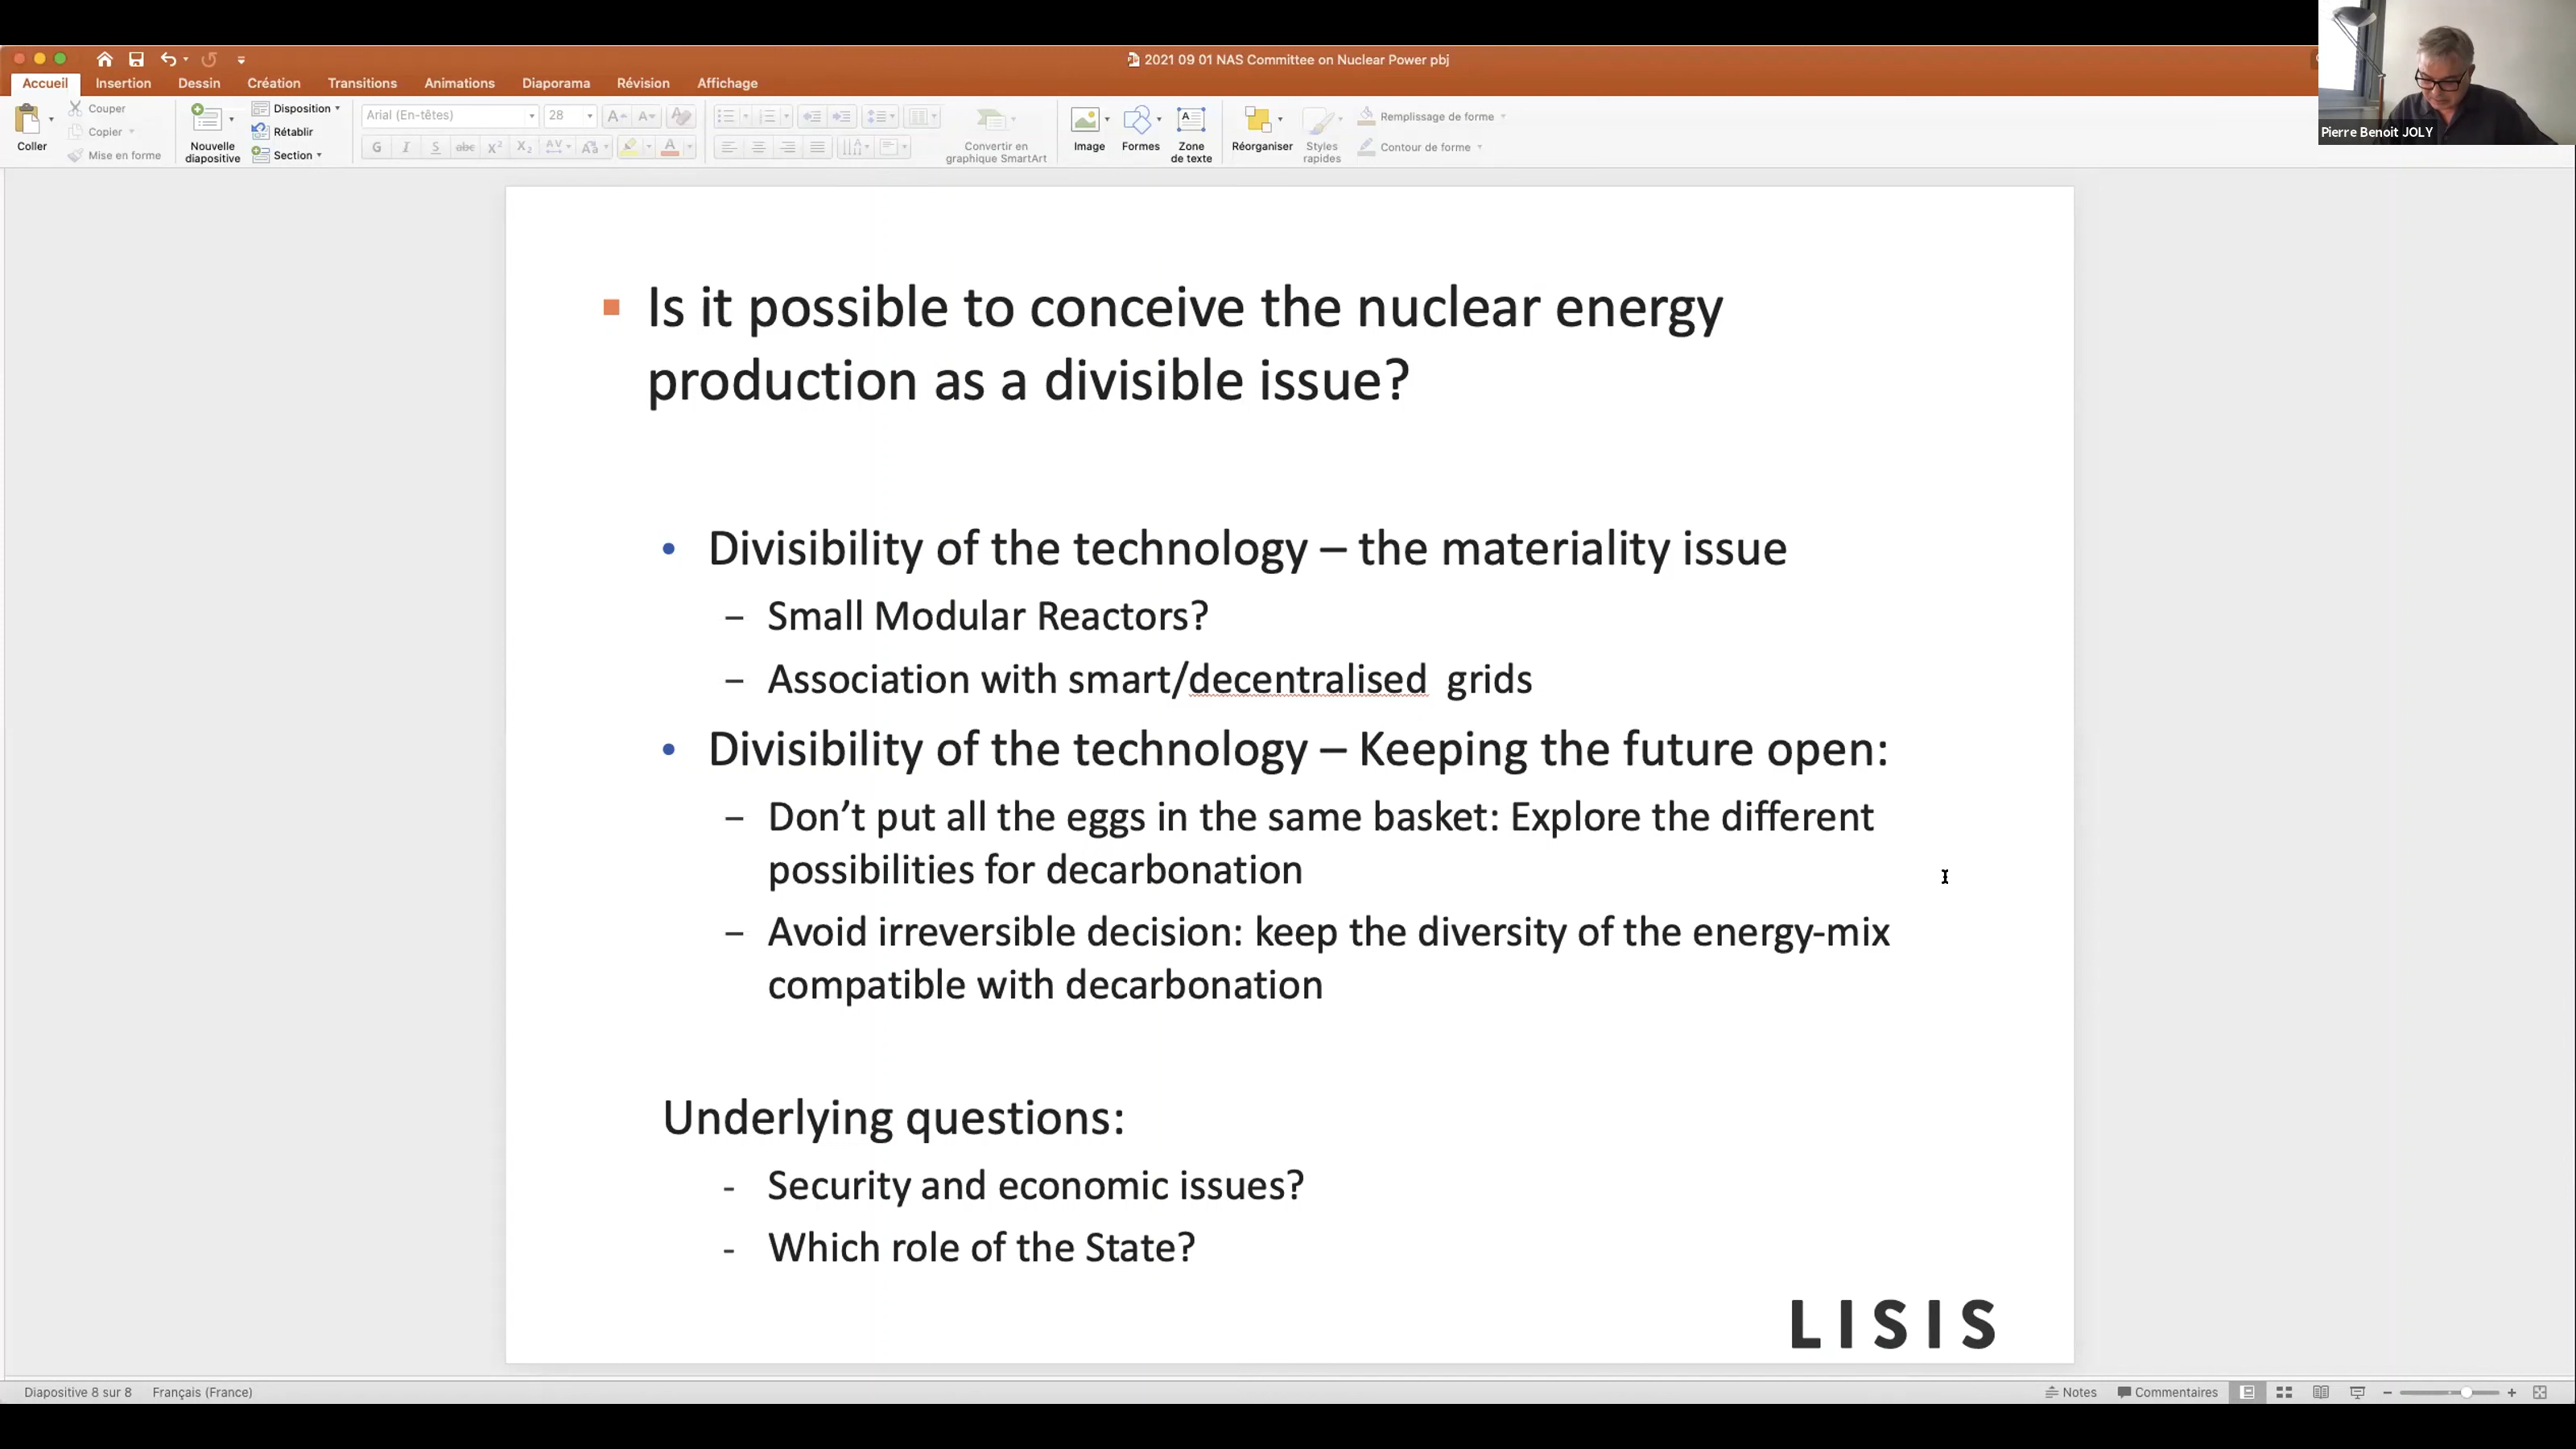 2021 09 01 NAS Committee on Nuclear Power pbj
Accueil Insertion Dessin Création Transitions Animations Diaporama Révision Affichage
Coller
Couper
Copier
Mise en forme
Nouvelle
diapositive
Disposition
Rétablir
Section
Arial (En-têtes) 28
G I S abc X² X₂ AV Aa A
Convertir en
graphique SmartArt
Image
Formes
Zone
de texte
Réorganiser
Styles
rapides
Remplissage de forme
Contour de forme
Pierre Benoit JOLY
Is it possible to conceive the nuclear energy
production as a divisible issue?
• Divisibility of the technology – the materiality issue
– Small Modular Reactors?
– Association with smart/decentralised grids
• Divisibility of the technology – Keeping the future open:
– Don’t put all the eggs in the same basket: Explore the different
possibilities for decarbonation
– Avoid irreversible decision: keep the diversity of the energy-mix
compatible with decarbonation
Underlying questions:
- Security and economic issues?
- Which role of the State?
LISIS
Diapositive 8 sur 8 Français (France) Notes Commentaires